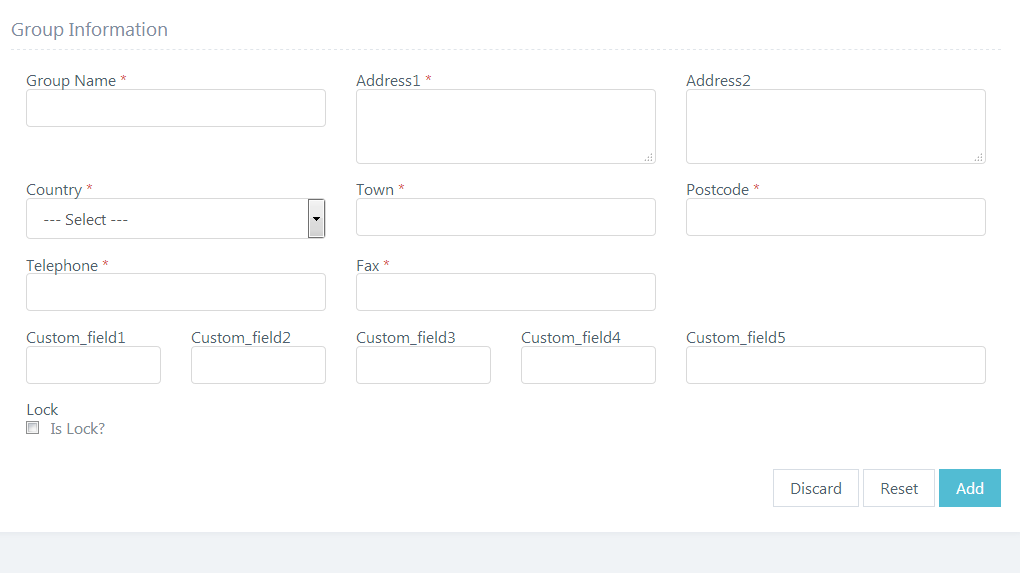 Group Information
Group Name * Address1 * Address2
Country * Town * Postcode *
--- Select ---
Telephone * Fax *
Custom_field1 Custom_field2 Custom_field3 Custom_field4 Custom_field5
Lock
Is Lock?
Discard Reset Add